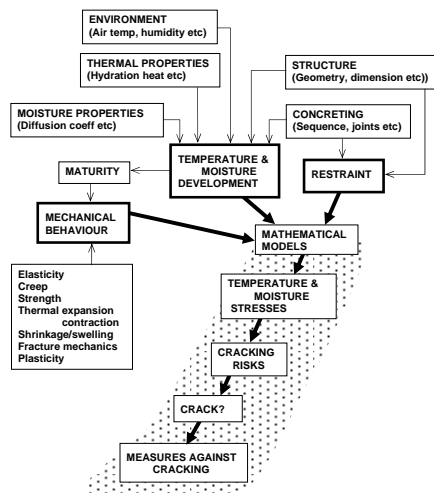 ENVIRONMENT
(Air temp, humidity etc)
THERMAL PROPERTIES
(Hydration heat etc)
STRUCTURE
(Geometry, dimension etc))
MOISTURE PROPERTIES
(Diffusion coeff etc)
CONCRETING
(Sequence, joints etc)
MATURITY
TEMPERATURE &
MOISTURE
DEVELOPMENT
RESTRAINT
MECHANICAL
BEHAVIOUR
MATHEMATICAL
MODELS
Elasticity
Creep
Strength
Thermal expansion
contraction
Shrinkage/swelling
Fracture mechanics
Plasticity
TEMPERATURE &
MOISTURE
STRESSES
CRACKING
RISKS
CRACK?
MEASURES AGAINST
CRACKING